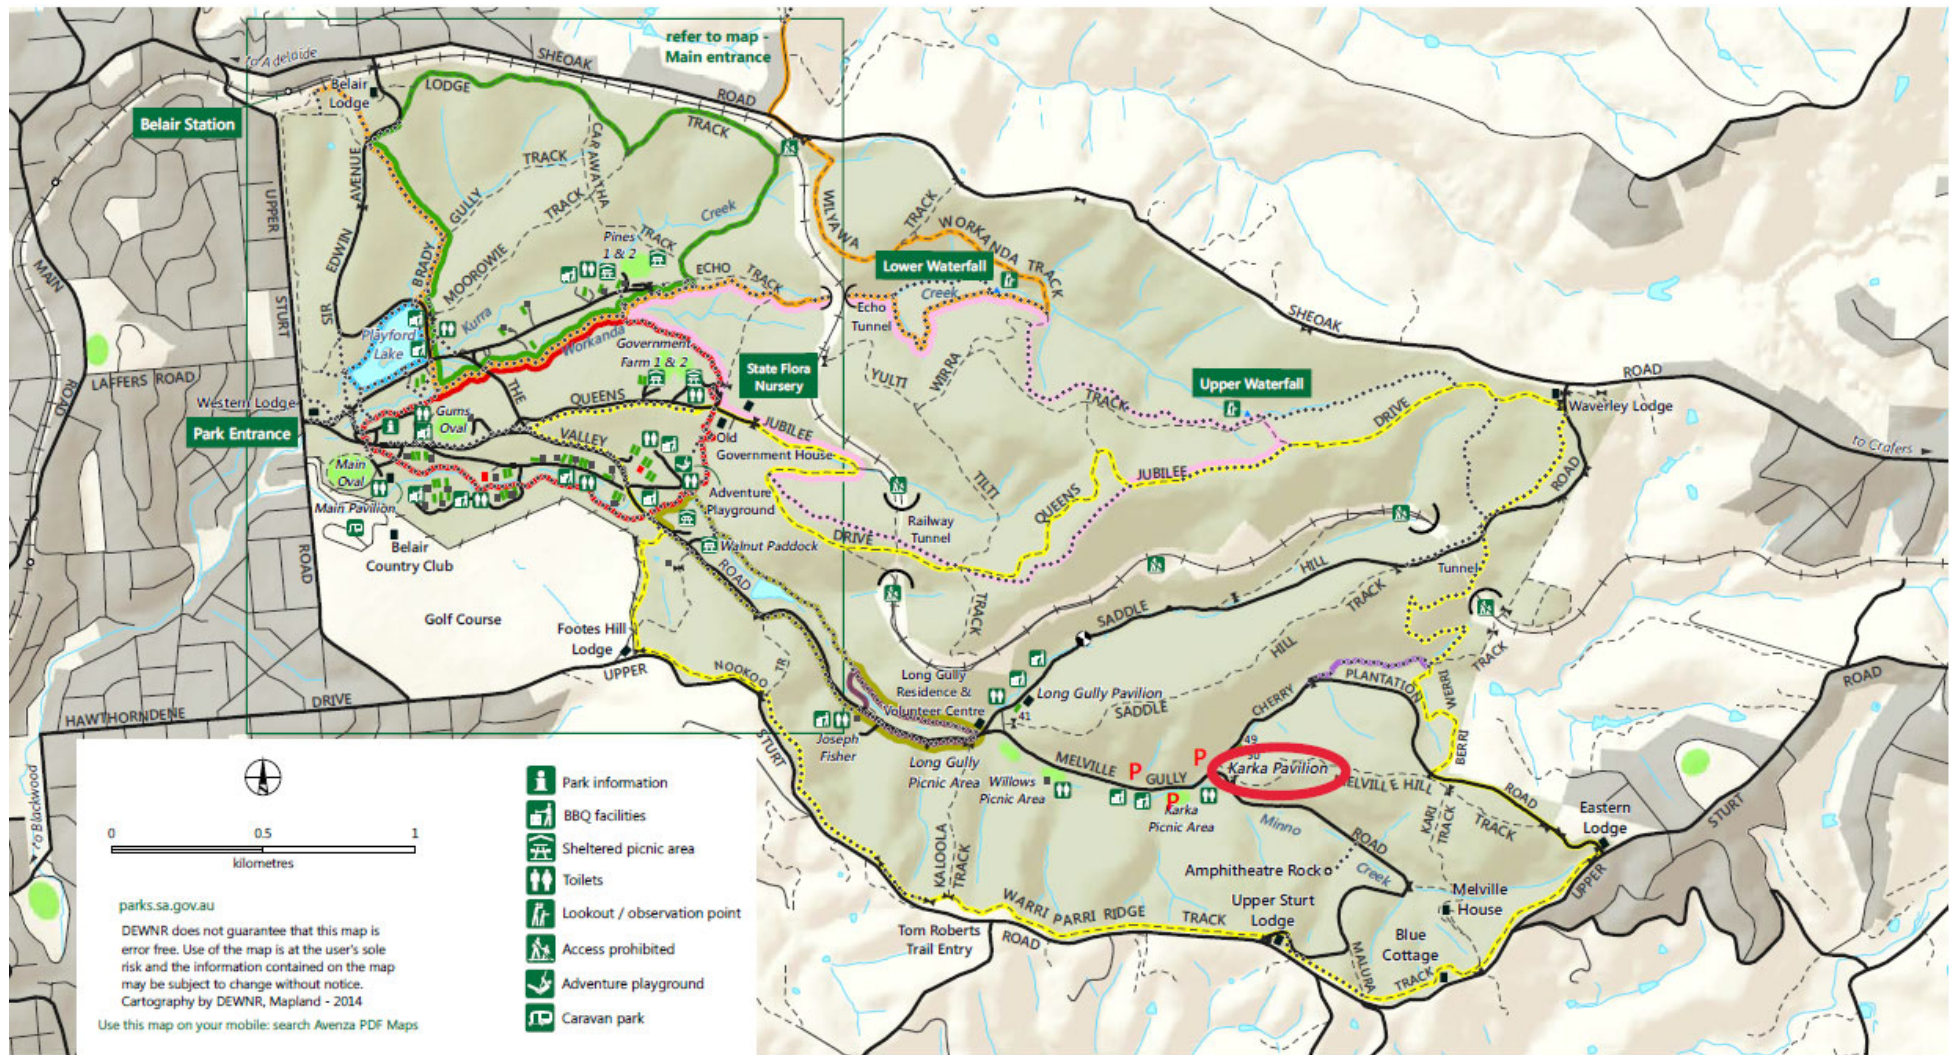 refer to map -
Main entrance
to Adelaide
SHEOAK
ROAD
Belair
Lodge
LODGE
TRACK
Belair Station
UPPER
STURT
ROAD
AVENUE
EDWIN
SIR
BRADY
GULLY
TRACK
MOOROWIE
TRACK
CARAWATHA
TRACK
Creek
Pines
1 & 2
ECHO
TRACK
WILYAWA
TRACK
WORKANDA TRACK
Lower Waterfall
Creek
Echo
Tunnel
MAIN
ROAD
Playford
Lake
Kurra
Workanda
Government
Farm 1 & 2
State Flora
Nursery
LAFFERS ROAD
Western Lodge
Park Entrance
Gums
Oval
THE
VALLEY
ROAD
QUEENS
JUBILEE
DRIVE
Old
Government House
YULTI
WIRRA
TRACK
Upper Waterfall
SHEOAK
ROAD
Waverley Lodge
to Crafers
DRIVE
JUBILEE
QUEENS
TILTI
TRACK
ROAD
Main
Oval
Main Pavilion
Belair
Country Club
Adventure
Playground
Walnut Paddock
Railway
Tunnel
Golf Course
Footes Hill
Lodge
UPPER
STURT
ROAD
NOOKOO
TR
HAWTHORNDENE
DRIVE
SADDLE
HILL
Tunnel
TRACK
HILL
SADDLE
Long Gully
Residence &
Volunteer Centre
Long Gully Pavilion
41
Joseph
Fisher
Long Gully
Picnic Area
Willows
Picnic Area
MELVILLE
GULLY
ROAD
P
P
P
Karka
Picnic Area
49
Karka Pavilion
CHERRY
PLANTATION
ROAD
WERRI
BERRI
TRACK
MELVILLE HILL
TRACK
KARI
TRACK
Minno
Creek
Amphitheatre Rock
Upper Sturt
Lodge
Melville
House
Blue
Cottage
Eastern
Lodge
UPPER
STURT
ROAD
KALOOLA
TRACK
WARRI PARRI RIDGE
TRACK
Tom Roberts
Trail Entry
MALURA
TRACK
to Blackwood
0 0.5 1
kilometres
parks.sa.gov.au
DEWNR does not guarantee that this map is
error free. Use of the map is at the user's sole
risk and the information contained on the map
may be subject to change without notice.
Cartography by DEWNR, Mapland - 2014
Use this map on your mobile: search Avenza PDF Maps
Park information
BBQ facilities
Sheltered picnic area
Toilets
Lookout / observation point
Access prohibited
Adventure playground
Caravan park